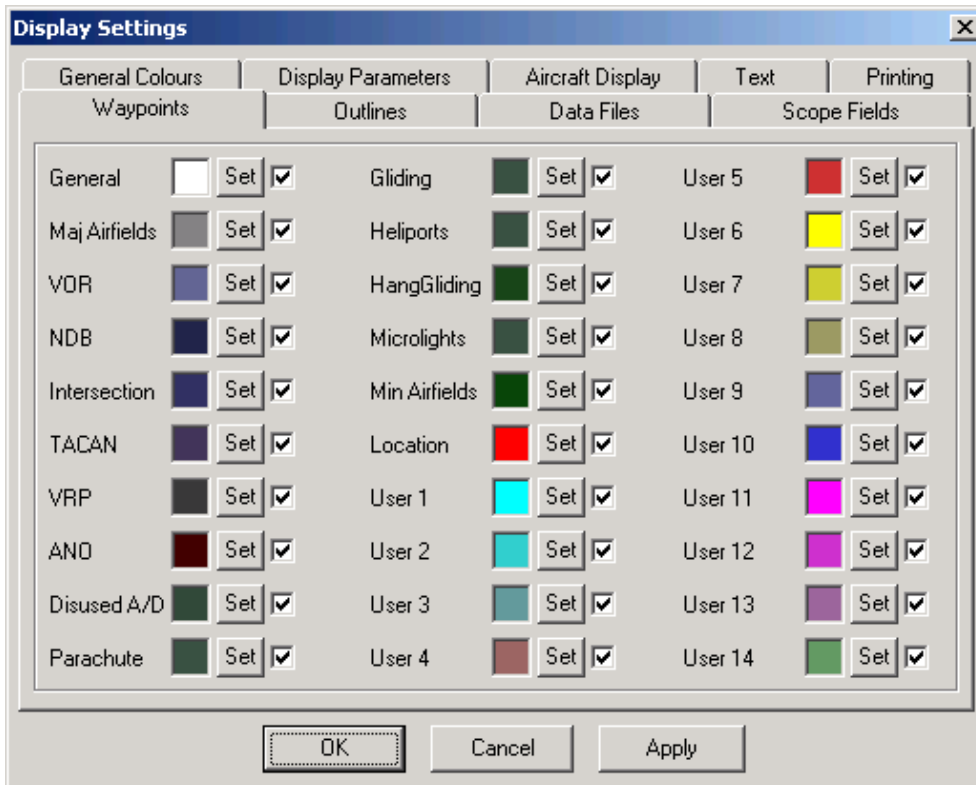 Display Settings
General Colours Display Parameters Aircraft Display Text Printing
Waypoints Outlines Data Files Scope Fields
General Set Gliding Set User 5 Set
Maj Airfields Set Heliports Set User 6 Set
VOR Set HangGliding Set User 7 Set
NDB Set Microlights Set User 8 Set
Intersection Set Min Airfields Set User 9 Set
TACAN Set Location Set User 10 Set
VRP Set User 1 Set User 11 Set
ANO Set User 2 Set User 12 Set
Disused A/D Set User 3 Set User 13 Set
Parachute Set User 4 Set User 14 Set
OK Cancel Apply